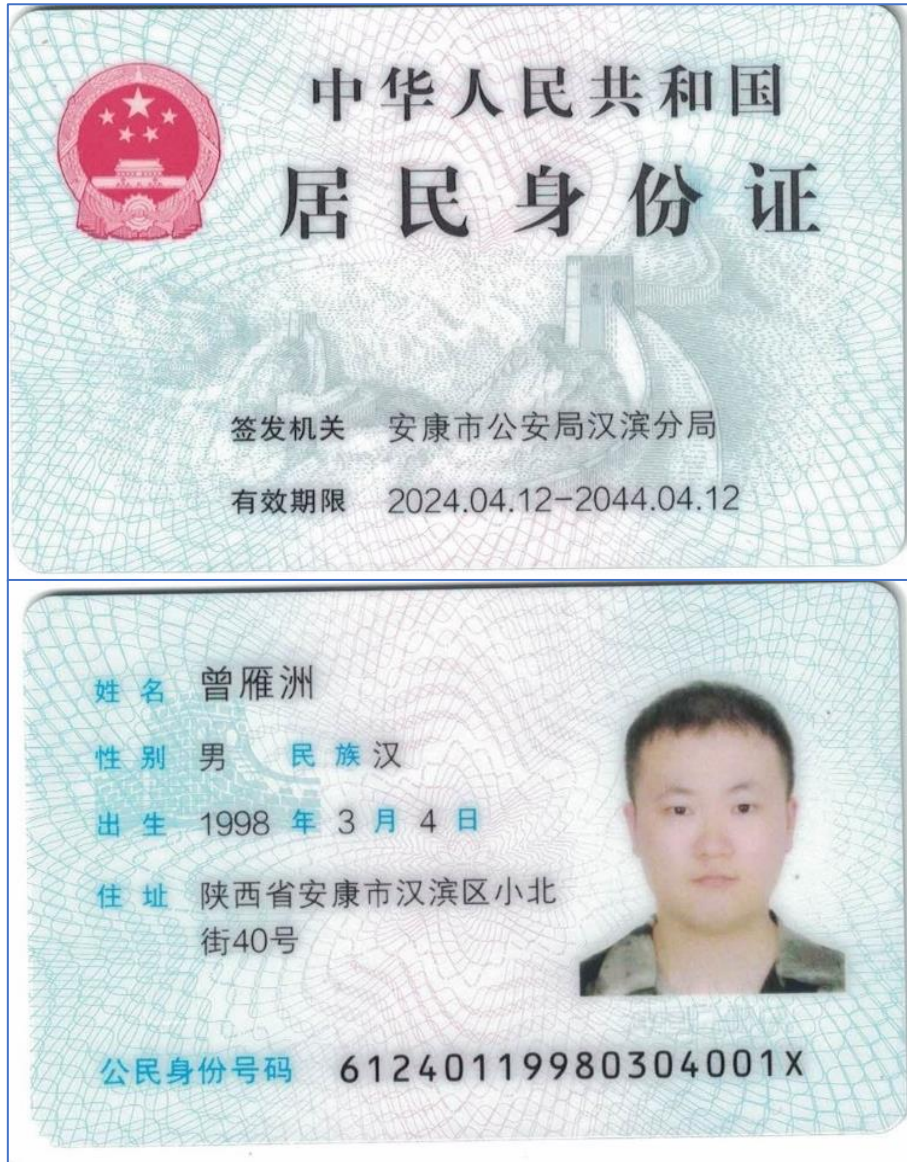 中华人民共和国
居民身份证
签发机关 安康市公安局汉滨分局
有效期限 2024.04.12-2044.04.12
姓名 曾雁洲
性别 男 民族 汉
出生 1998 年 3 月 4 日
住址 陕西省安康市汉滨区小北
街40号
公民身份号码 61240119980304001X